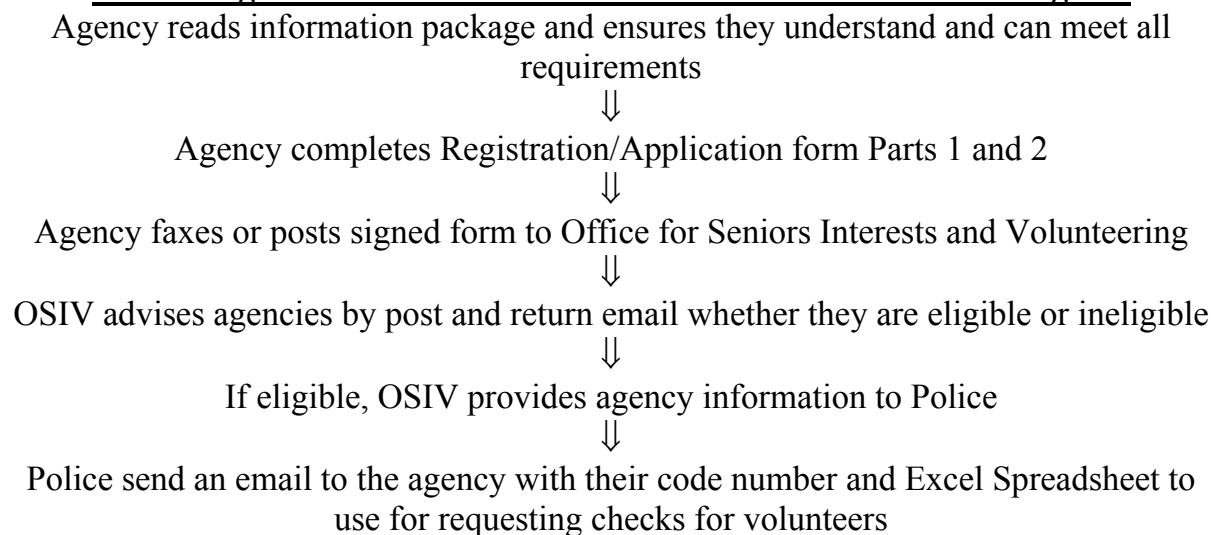 Agency reads information package and ensures they understand and can meet all
requirements
⇓
Agency completes Registration/Application form Parts 1 and 2
⇓
Agency faxes or posts signed form to Office for Seniors Interests and Volunteering
⇓
OSIV advises agencies by post and return email whether they are eligible or ineligible
⇓
If eligible, OSIV provides agency information to Police
⇓
Police send an email to the agency with their code number and Excel Spreadsheet to
use for requesting checks for volunteers